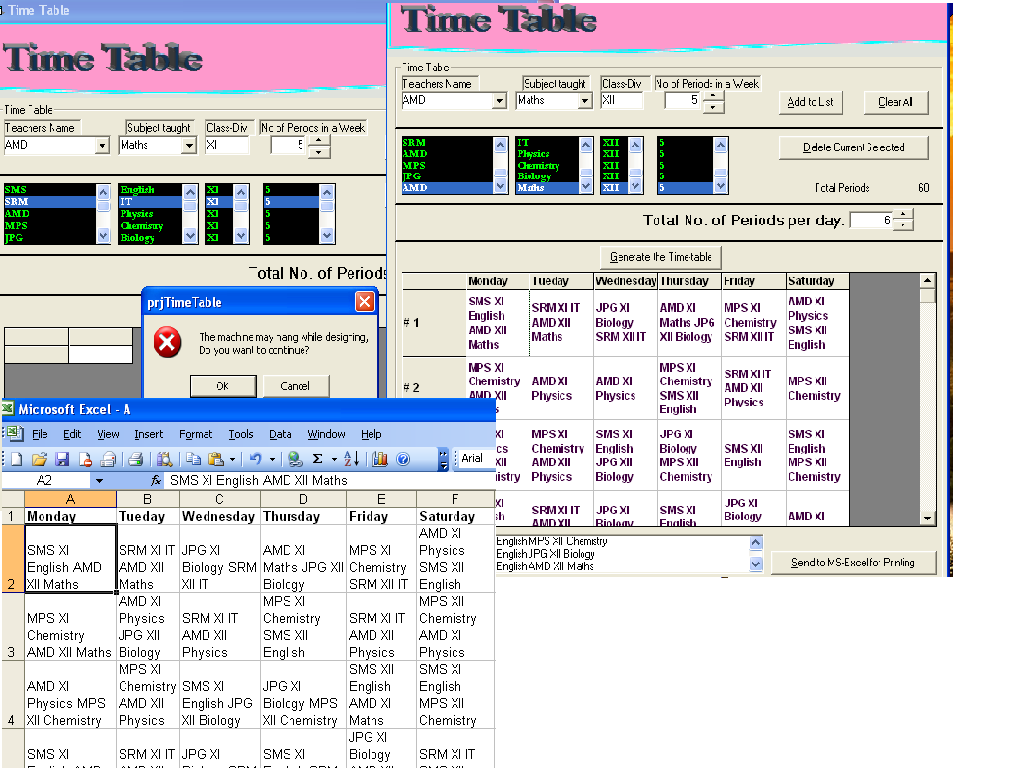 Time Table
Time Table
Time Table
Teachers Name Subject taught Class-Div No of Periods in a Week
AMD Maths XI 5
SMS English XI 5
SRM IT XI 5
AMD Physics XI 5
MPS Chemistry XI 5
JPG Biology XI 5
Total No. of Periods
prjTimeTable
The machine may hang while designing,
Do you want to continue?
OK Cancel
Time Table
Time Table
Teachers Name Subject taught Class-Div No of Periods in a Week
AMD Maths XII 5
Add to List Clear All
SRM IT XII 5
AMD Physics XII 5
MPS Chemistry XII 5
JPG Biology XII 5
AMD Maths XII 5
Delete Current Selected
Total Periods 60
Total No. of Periods per day. 6
Generate the Time-table
Monday Tueday Wednesday Thursday Friday Saturday
SMS XI AMD XI
English SRM XI IT JPG XI AMD XI MPS XI Physics
# 1 AMD XII AMD XII Biology Maths JPG Chemistry SMS XII
Maths Maths SRM XII IT XII Biology SRM XII IT English
MPS XI MPS XI
Chemistry AMD XI AMD XI Chemistry SRM XI IT MPS XII
# 2 AMD XII Physics Physics SMS XII AMD XII Chemistry
English Physics
MPS XI SMS XI JPG XI SMS XI
Chemistry English Biology SMS XII English
AMD XII JPG XII MPS XII English MPS XII
Physics Biology Chemistry Chemistry
SRM XI IT JPG XI SMS XI JPG XI AMD XI
AMD XII Biology English Biology
English MPS XII Chemistry
English JPG XII Biology
English AMD XII Maths
Send to MS-Excel for Printing
Microsoft Excel - A
File Edit View Insert Format Tools Data Window Help
Arial
A2 fx SMS XI English AMD XII Maths
A B C D E F
1 Monday Tueday Wednesday Thursday Friday Saturday
AMD XI
SMS XI SRM XI IT JPG XI AMD XI MPS XI Physics
English AMD AMD XII Biology SRM Maths JPG XII Chemistry SMS XII
2 XII Maths Maths XII IT Biology SRM XII IT English
AMD XI MPS XI MPS XII
MPS XI Physics SRM XI IT Chemistry SRM XI IT Chemistry
Chemistry JPG XII AMD XII SMS XII AMD XII AMD XI
3 AMD XII Maths Biology Physics English Physics Physics
MPS XI SMS XII SMS XI
AMD XI Chemistry SMS XI JPG XI English English
Physics MPS AMD XII English JPG Biology MPS AMD XI MPS XII
4 XII Chemistry Physics XII Biology XII Chemistry Maths Chemistry
JPG XI
SMS XI SRM XI IT JPG XI SMS XI Biology SRM XI IT